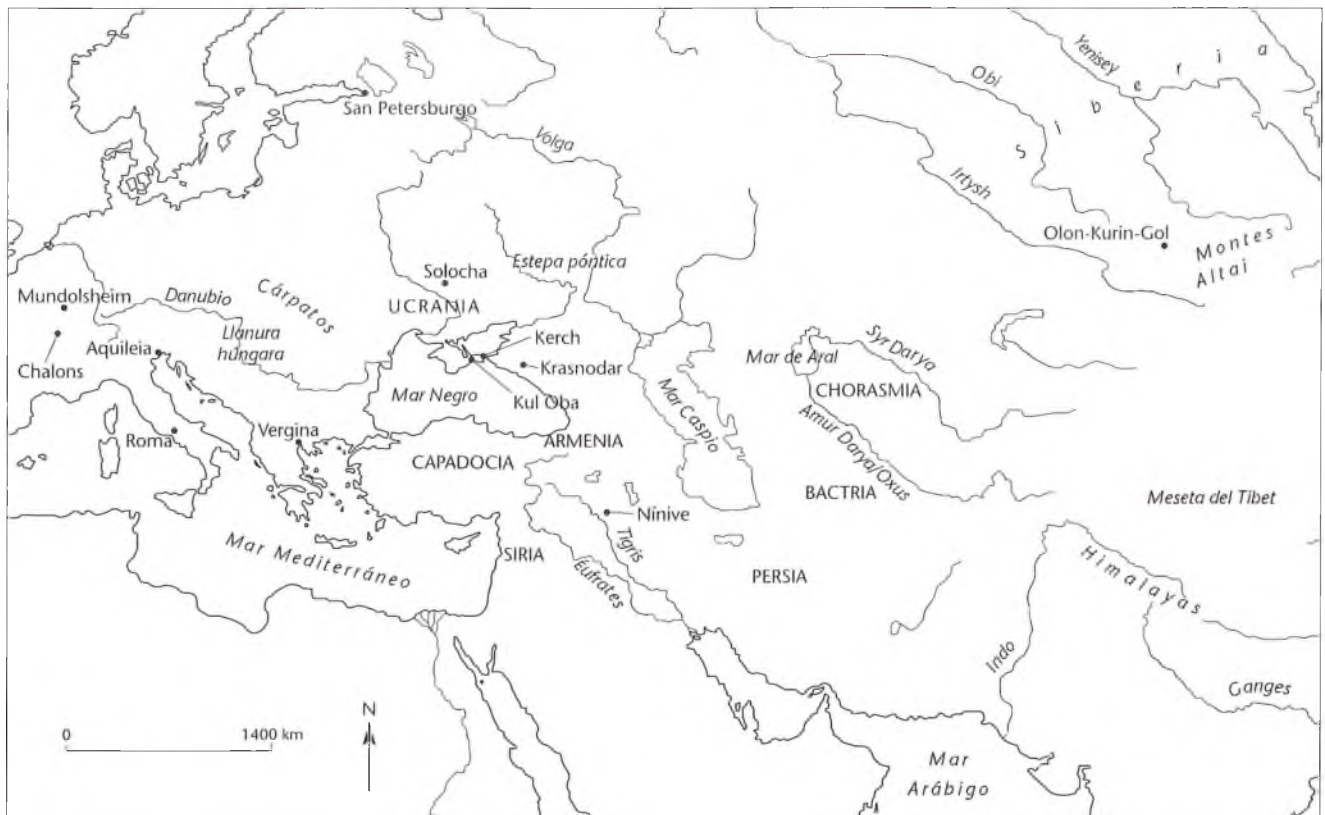 Yenisey
Siberia
Obi
San Petersburgo
Volga
Irtysh
Olon-Kurin-Gol
Montes
Altai
Estepa póntica
Solocha
UCRANIA
Mundolsheim
Danubio
Cárpatos
Llanura
húngara
Aquileia
Chalons
Kerch
Krasnodar
Kul Oba
Mar Negro
Mar de Aral
Syr Darya
CHORASMIA
Mar Caspio
Amur Darya/Oxus
Roma
Vergina
ARMENIA
CAPADOCIA
BACTRIA
Meseta del Tibet
Nínive
Tigris
Mar Mediterráneo
SIRIA
Éufrates
PERSIA
Himalayas
Indo
Ganges
N
0 1400 km
Mar
Arábigo